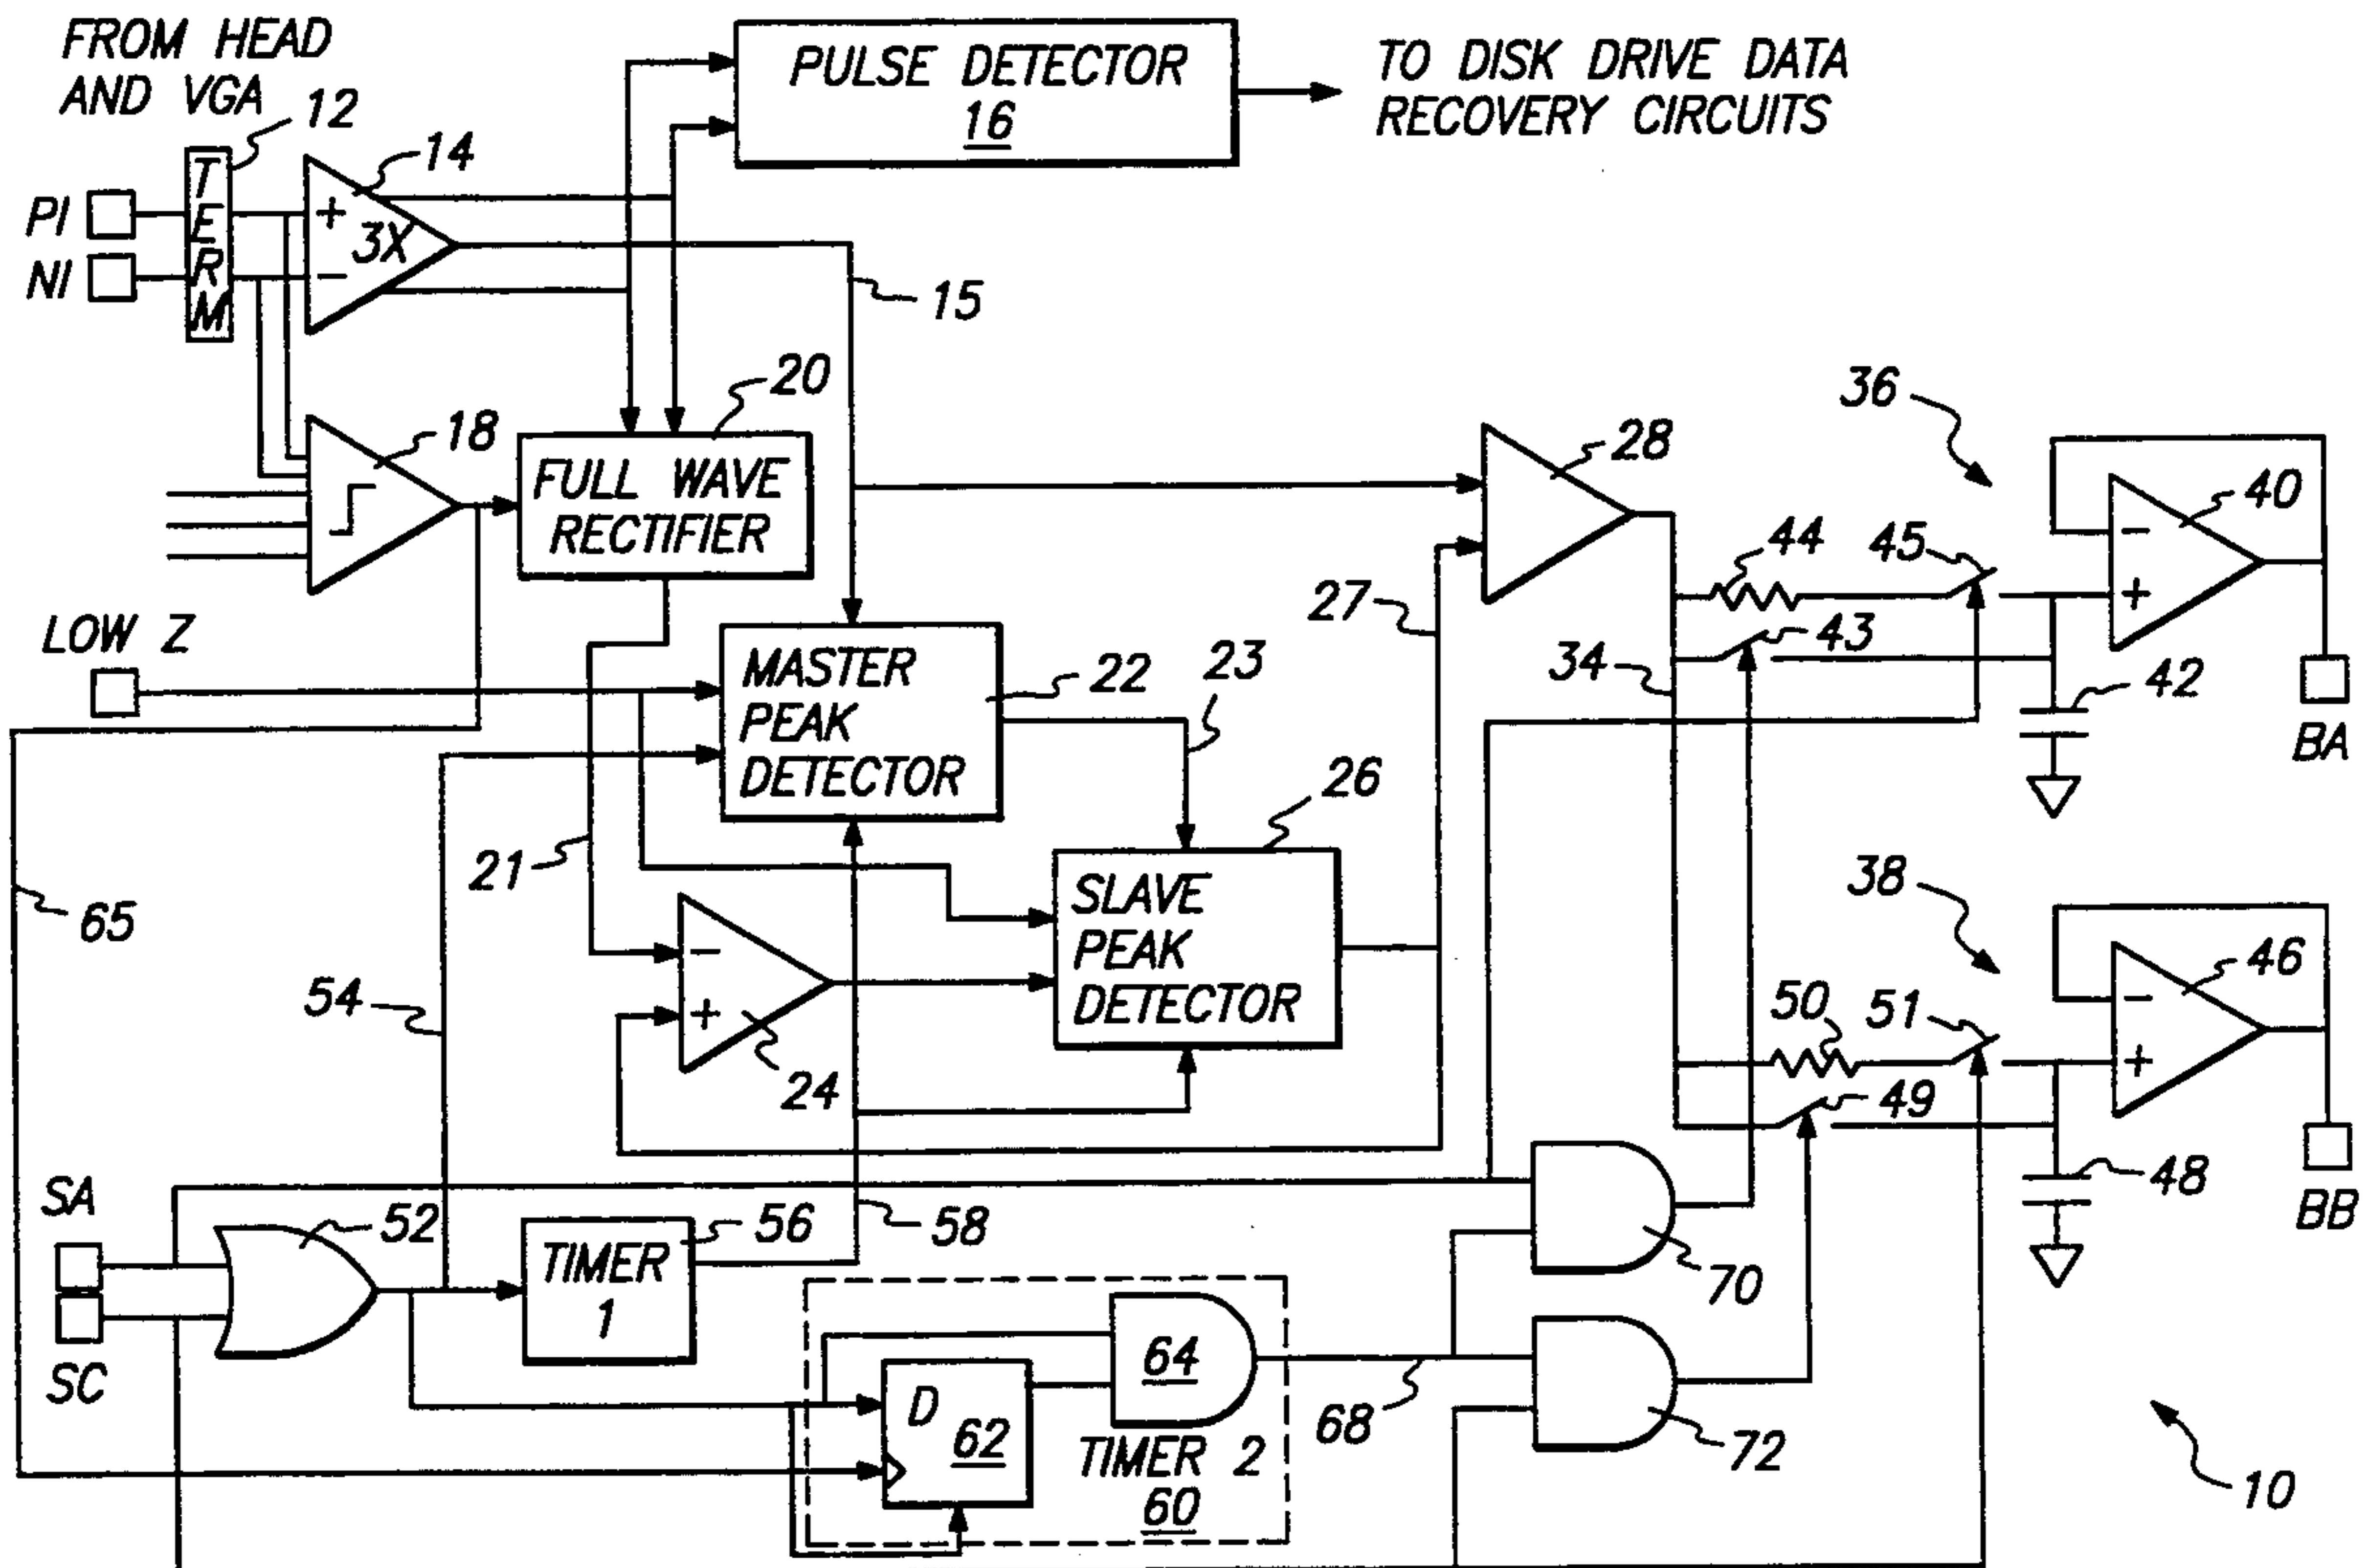 FROM HEAD
AND VGA
12
14
PULSE DETECTOR
16
TO DISK DRIVE DATA
RECOVERY CIRCUITS
PI
NI
TERM
+
3X
-
15
18
20
FULL WAVE
RECTIFIER
28
36
40
-
+
44
45
43
34
42
BA
27
LOW Z
MASTER
PEAK
DETECTOR
22
23
26
21
65
54
-
+
24
SLAVE
PEAK
DETECTOR
38
46
-
+
50
51
49
48
BB
SA
SC
52
TIMER
1
56
58
D
62
64
TIMER 2
60
68
70
72
10